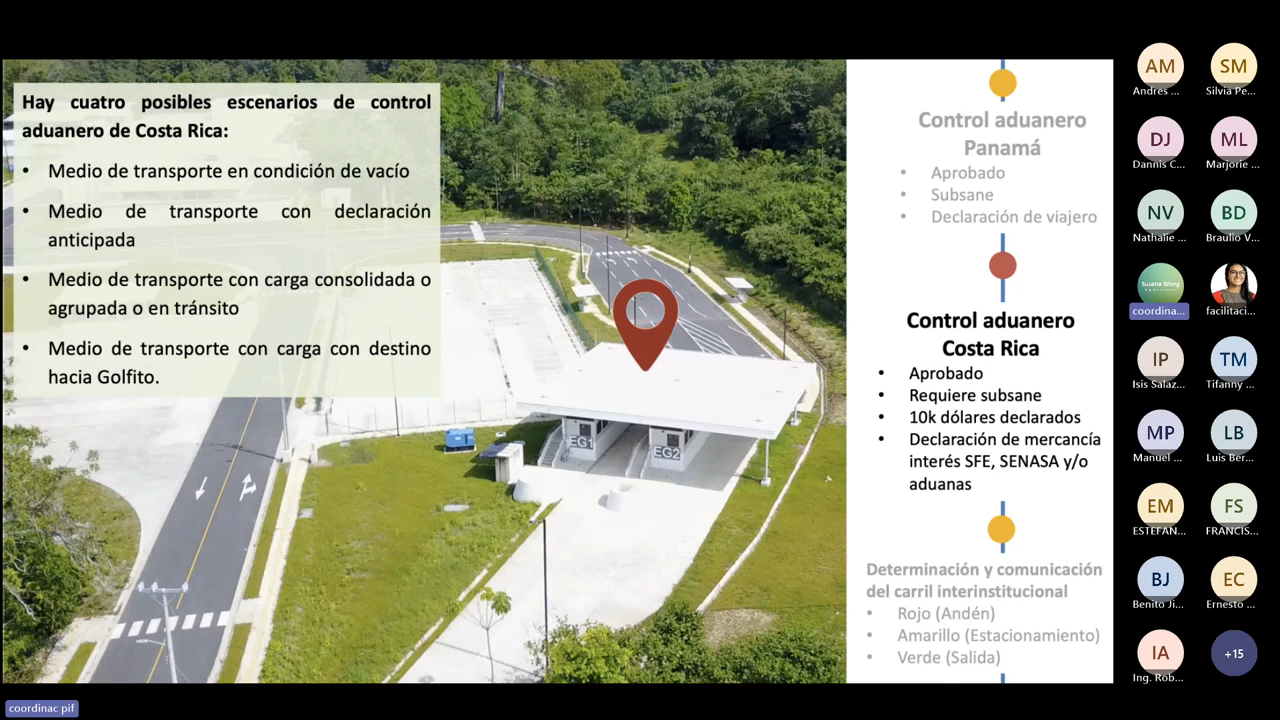 Hay cuatro posibles escenarios de control
aduanero de Costa Rica:
• Medio de transporte en condición de vacío
• Medio de transporte con declaración
anticipada
• Medio de transporte con carga consolidada o
agrupada o en tránsito
• Medio de transporte con carga con destino
hacia Golfito.
EG1
EG2
Control aduanero
Panamá
• Aprobado
• Subsane
• Declaración de viajero
Control aduanero
Costa Rica
• Aprobado
• Requiere subsane
• 10k dólares declarados
• Declaración de mercancía
interés SFE, SENASA y/o
aduanas
Determinación y comunicación
del carril interinstitucional
• Rojo (Andén)
• Amarillo (Estacionamiento)
• Verde (Salida)
AM
Andres ...
SM
Silvia Pe...
DJ
Dannis C...
ML
Marjorie ...
NV
Nathalie ...
BD
Braulio V...
Susane Wong
coordina...
facilitaci...
IP
Isis Salaz...
TM
Tifanny ...
MP
Manuel ...
LB
Luis Ber...
EM
ESTEFAN...
FS
FRANCIS...
BJ
Benito Ji...
EC
Ernesto ...
IA
Ing. Rob...
+15
coordinac pif